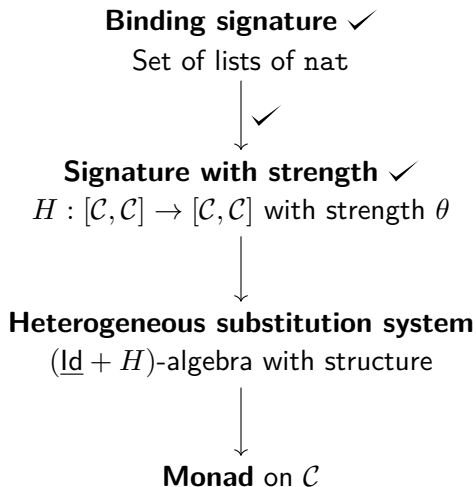 Binding signature ✓
Set of lists of nat
✓
Signature with strength ✓
H : [𝒞, 𝒞] → [𝒞, 𝒞] with strength θ
Heterogeneous substitution system
(<u>Id</u> + H)-algebra with structure
Monad on 𝒞